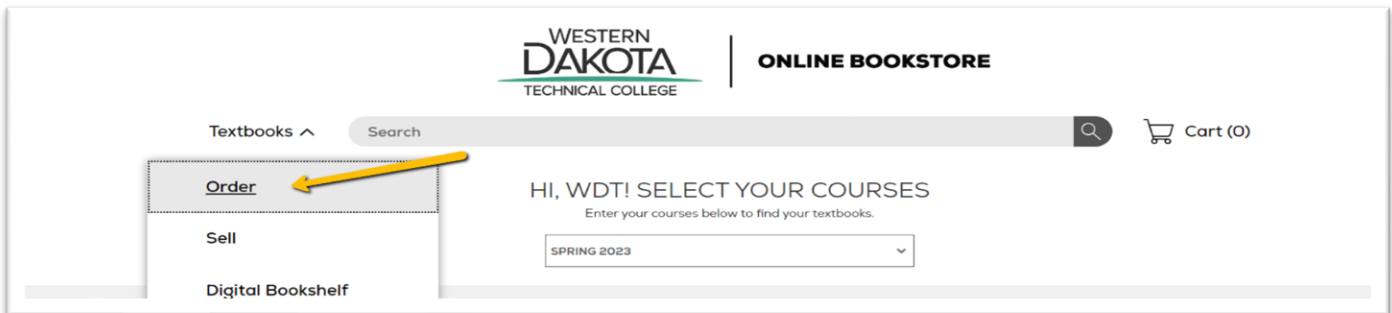 WESTERN
DAKOTA
TECHNICAL COLLEGE
ONLINE BOOKSTORE
Textbooks
Search
Cart (0)
Order
Sell
Digital Bookshelf
HI, WDT! SELECT YOUR COURSES
Enter your courses below to find your textbooks.
SPRING 2023